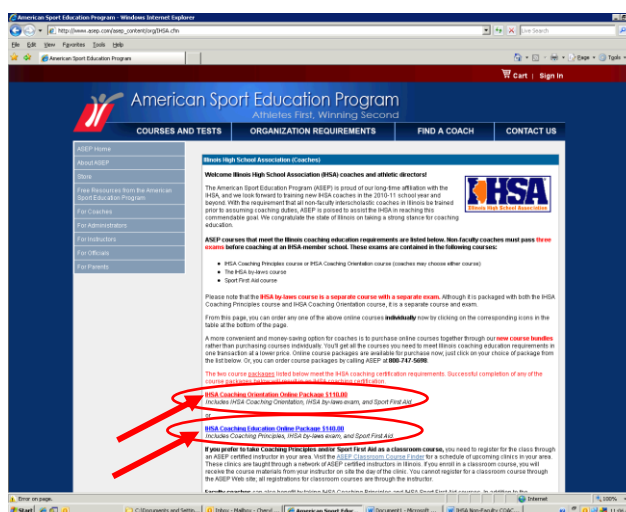 American Sport Education Program - Windows Internet Explorer
http://www.asep.com/asep_content/org/IHSA.cfm
Live Search
File Edit View Favorites Tools Help
American Sport Education Program
Page Tools
Cart | Sign In
American Sport Education Program
Athletes First, Winning Second
COURSES AND TESTS ORGANIZATION REQUIREMENTS FIND A COACH CONTACT US
ASEP Home
About ASEP
Store
Free Resources from the American
Sport Education Program
For Coaches
For Administrators
For Instructors
For Officials
For Parents
Illinois High School Association (Coaches)
Welcome Illinois High School Association (IHSA) coaches and athletic directors!
IHSA
Illinois High School Association
The American Sport Education Program (ASEP) is proud of our long-time affiliation with the
IHSA, and we look forward to training new IHSA coaches in the 2010-11 school year and
beyond. With the requirement that all non-faculty interscholastic coaches in Illinois be trained
prior to assuming coaching duties, ASEP is poised to assist the IHSA in reaching this
commendable goal. We congratulate the state of Illinois on taking a strong stance for coaching
education.
ASEP courses that meet the Illinois coaching education requirements are listed below. Non-faculty coaches must pass three
exams before coaching at an IHSA-member school. These exams are contained in the following courses:
IHSA Coaching Principles course or IHSA Coaching Orientation course (coaches may choose either course)
The IHSA by-laws course
Sport First Aid course
Please note that the IHSA by-laws course is a separate course with a separate exam. Although it is packaged with both the IHSA
Coaching Principles course and IHSA Coaching Orientation course, it is a separate course and exam.
From this page, you can order any one of the above online courses individually now by clicking on the corresponding icons in the
table at the bottom of the page.
A more convenient and money-saving option for coaches is to purchase online courses together through our new course bundles
rather than purchasing courses individually. You'll get all the courses you need to meet Illinois coaching education requirements in
one transaction at a lower price. Online course packages are available for purchase now, just click on your choice of package from
the list below. Or, you can order course packages by calling ASEP at 800-747-5698.
The two course packages listed below meet the IHSA coaching certification requirements. Successful completion of any of the
course packages below will result in an IHSA coaching certification.
IHSA Coaching Orientation Online Package $110.00
Includes IHSA Coaching Orientation, IHSA by-laws exam, and Sport First Aid
or
IHSA Coaching Education Online Package $140.00
Includes Coaching Principles, IHSA by-laws exam, and Sport First Aid
If you prefer to take Coaching Principles and/or Sport First Aid as a classroom course, you need to register for the class through
an ASEP certified instructor in your area. Visit the ASEP Classroom Course Finder for a schedule of upcoming clinics in your area.
These clinics are taught through a network of ASEP certified instructors in Illinois. If you enroll in a classroom course, you will
receive the course materials from your instructor on site the day of the clinic. You cannot register for a classroom course through
the ASEP Web site; all registrations for classroom courses are through the instructor.
Error on page. Internet 100%
Start C:\Documents and Settin... Inbox - Mailbox - Cheryl ... American Sport Educ... Document1 - Microsoft ... IHSA Non-Faculty COAC...